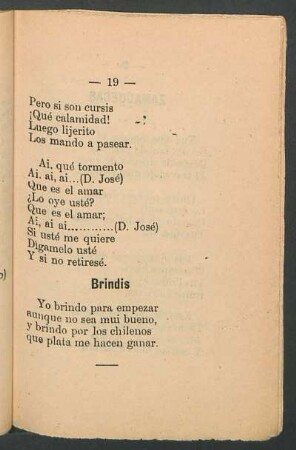 — 19 —
Pero si son cursis
¡Qué calamidad!
Luego lijerito
Los mando a pasear.
Ai, qué tormento
Ai, ai, ai...(D. José)
Que es el amar
¿Lo oye usté?
Que es el amar;
Ai, ai ai............(D. José)
Si usté me quiere
Digamelo usté
Y si no retiresé.
Brindis
Yo brindo para empezar
aunque no sea mui bueno,
y brindo por los chilenos
que plata me hacen ganar.